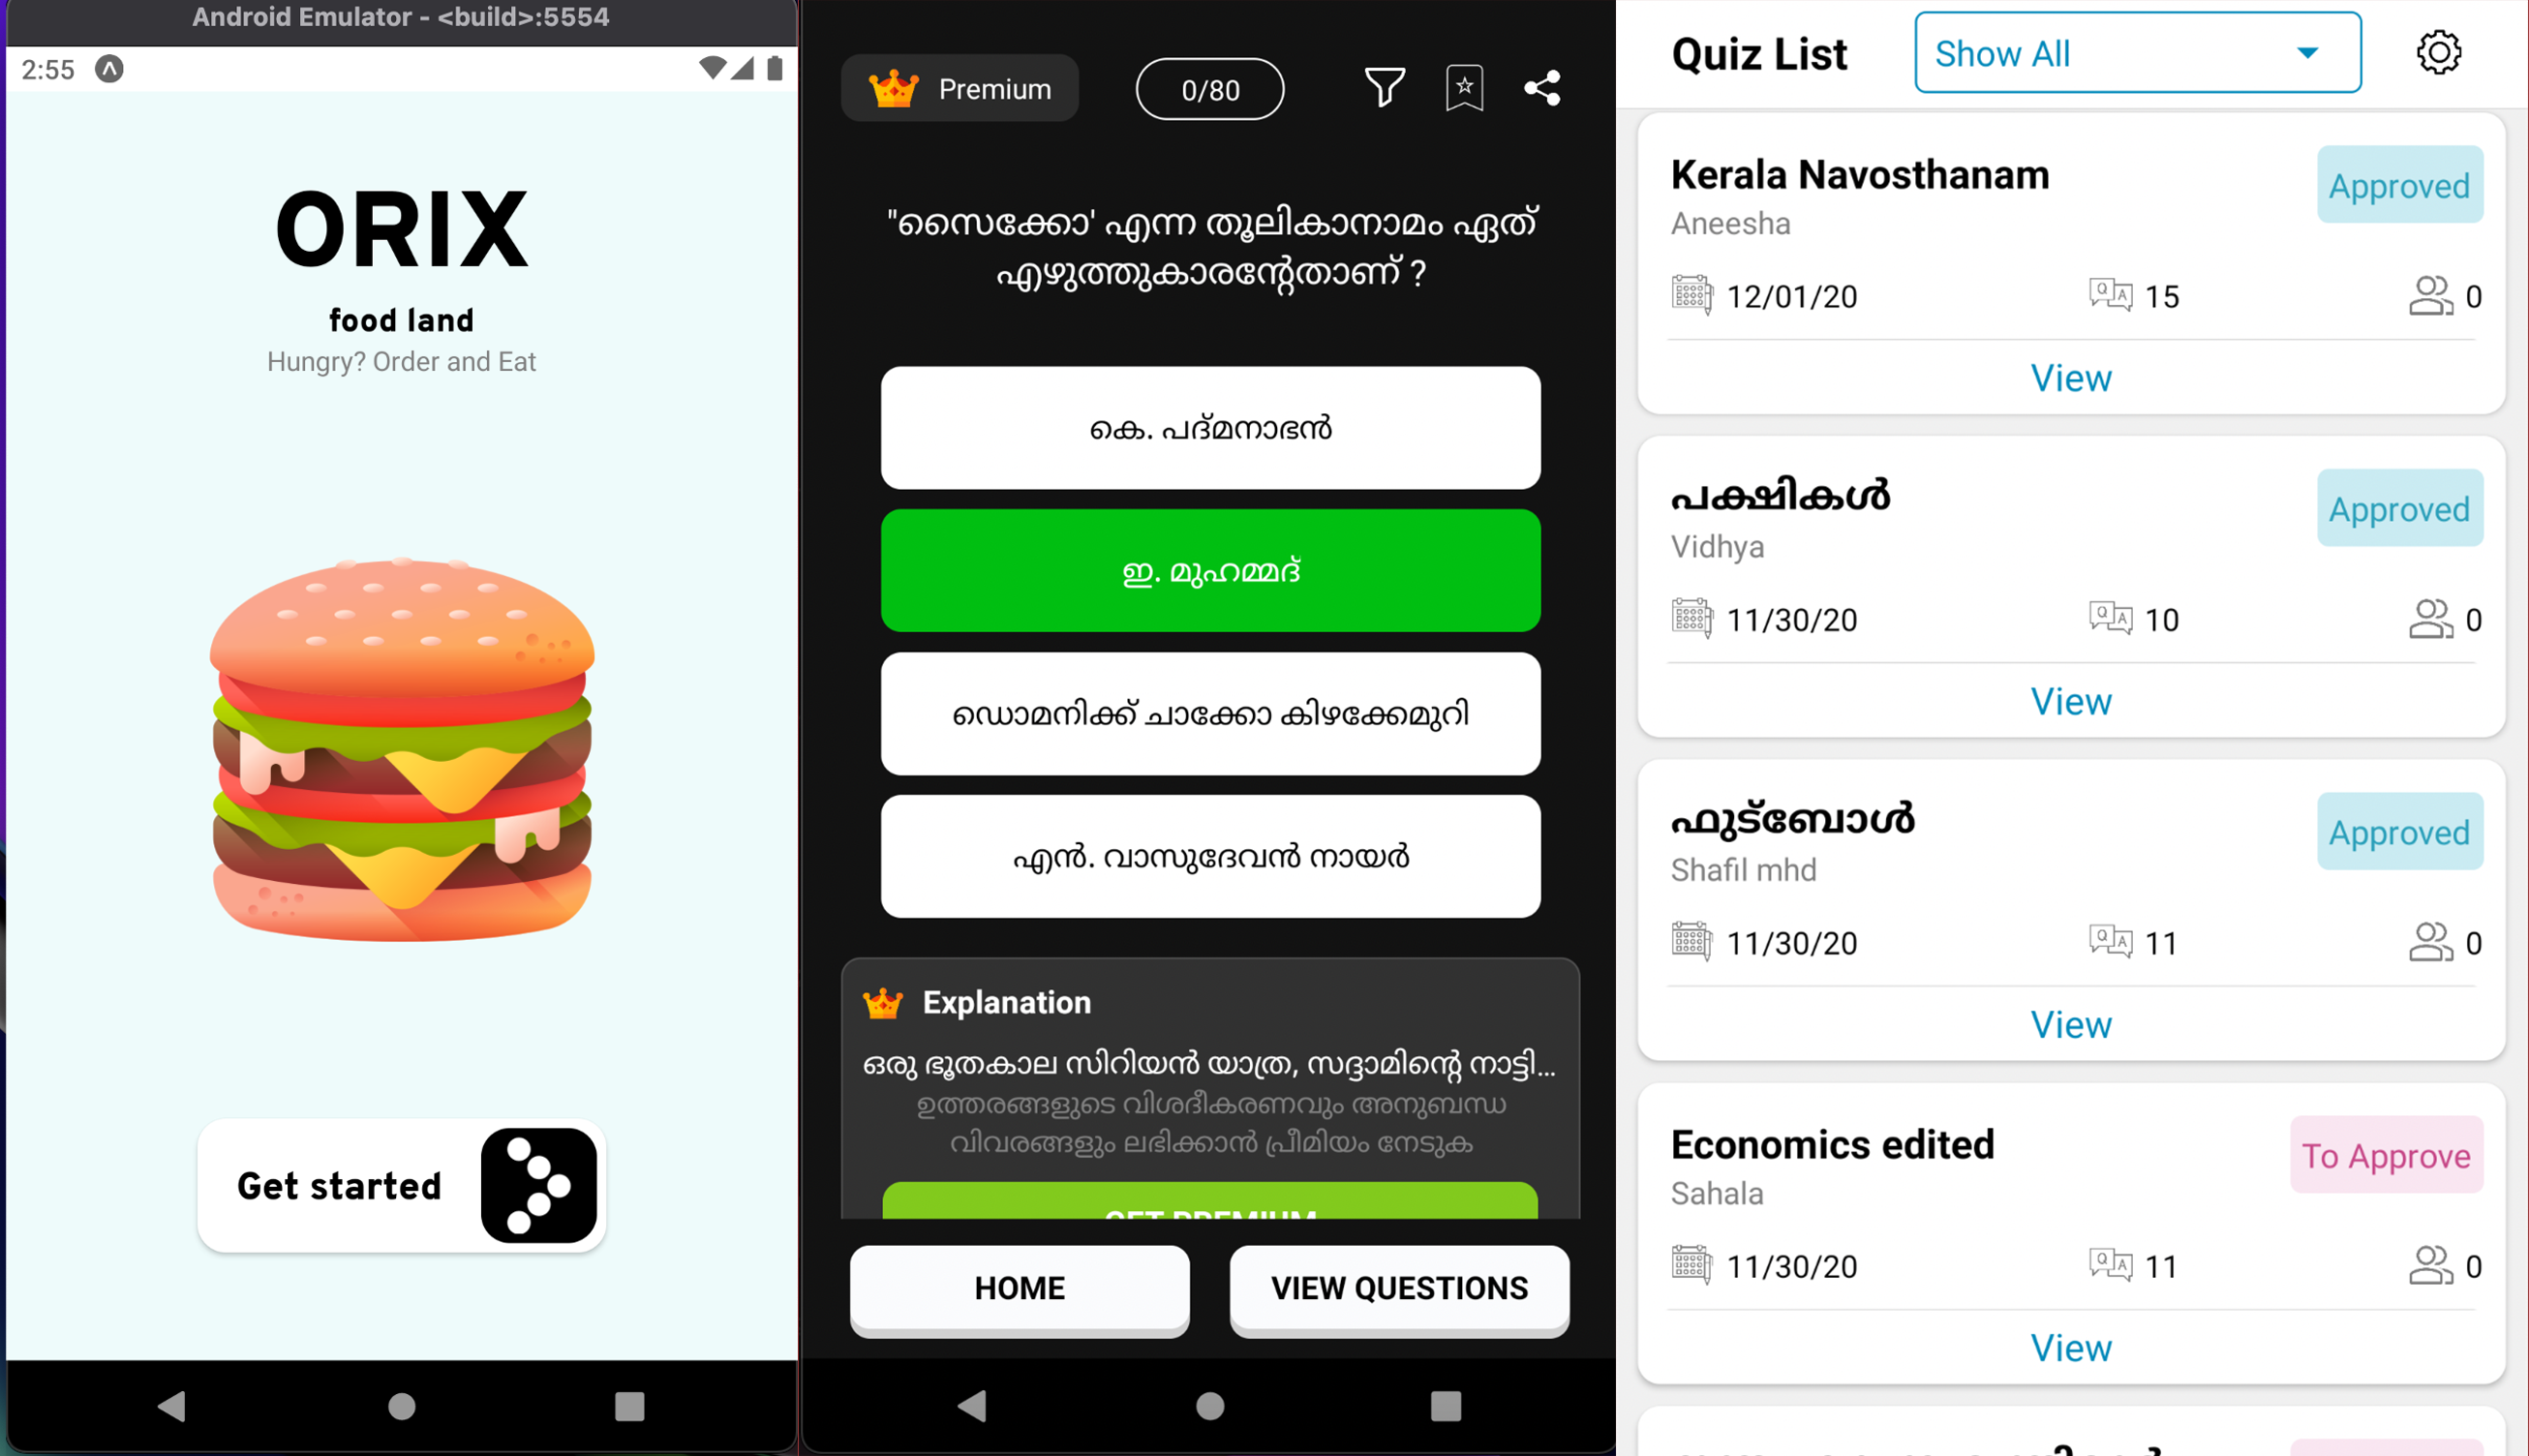 Android Emulator - <build>:5554
2:55
ORIX
food land
Hungry? Order and Eat
Get started
Premium
0/80
"സൈക്കോ' എന്ന തൂലികാനാമം ഏത്
എഴുത്തുകാരന്റേതാണ് ?
കെ. പദ്മനാഭൻ
ഇ. മുഹമ്മദ്
ഡൊമനിക്ക് ചാക്കോ കിഴക്കേമുറി
എൻ. വാസുദേവൻ നായർ
Explanation
ഒരു ഭൂതകാല സിറിയൻ യാത്ര, സദ്ദാമിന്റെ നാട്ടി...
ഉത്തരങ്ങളുടെ വിശദീകരണവും അനുബന്ധ
വിവരങ്ങളും ലഭിക്കാൻ പ്രീമിയം നേടുക
GET PREMIUM
HOME
VIEW QUESTIONS
Quiz List
Show All
Kerala Navosthanam
Approved
Aneesha
12/01/20
Q A
15
0
View
പക്ഷികൾ
Approved
Vidhya
11/30/20
Q A
10
0
View
ഫുട്ബോൾ
Approved
Shafil mhd
11/30/20
Q A
11
0
View
Economics edited
To Approve
Sahala
11/30/20
Q A
11
0
View